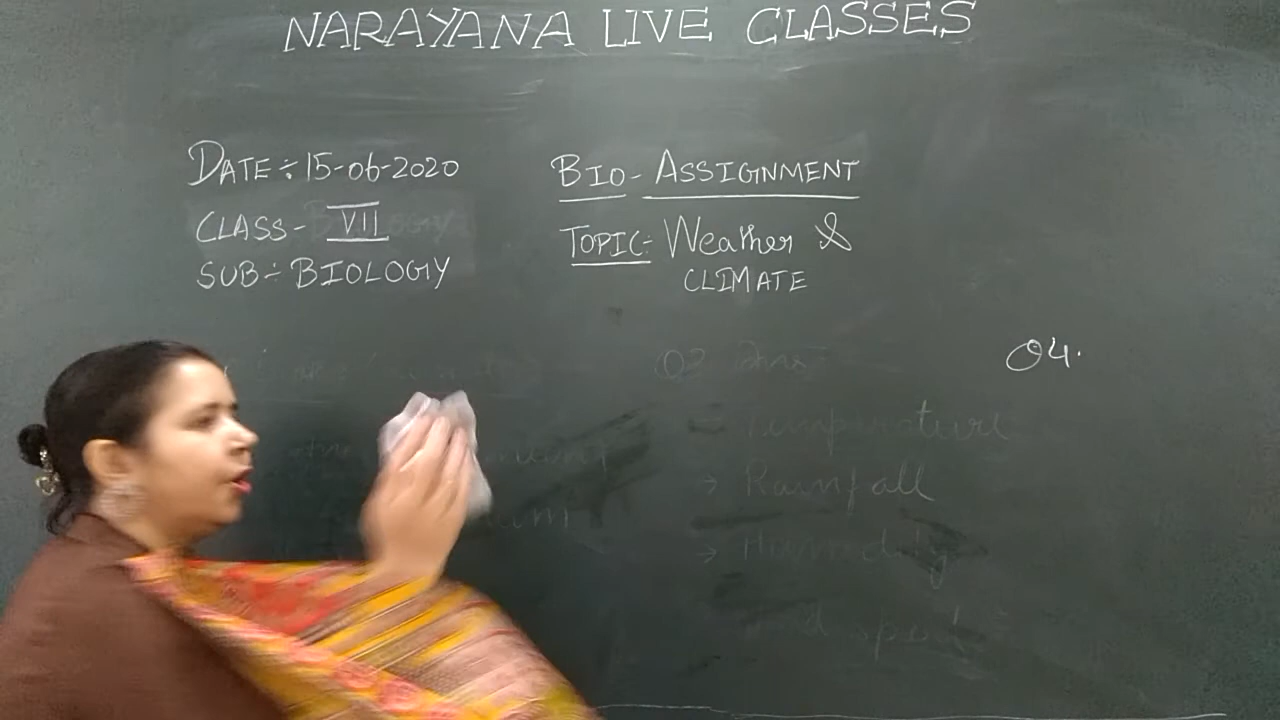 NARAYANA LIVE CLASSES
DATE÷15-06-2020
CLASS- VII
SUB÷BIOLOGY
BIO- ASSIGNMENT
TOPIC:- Weather &
CLIMATE
Q4.
→ Temperature
→ Rainfall
→ Humidity